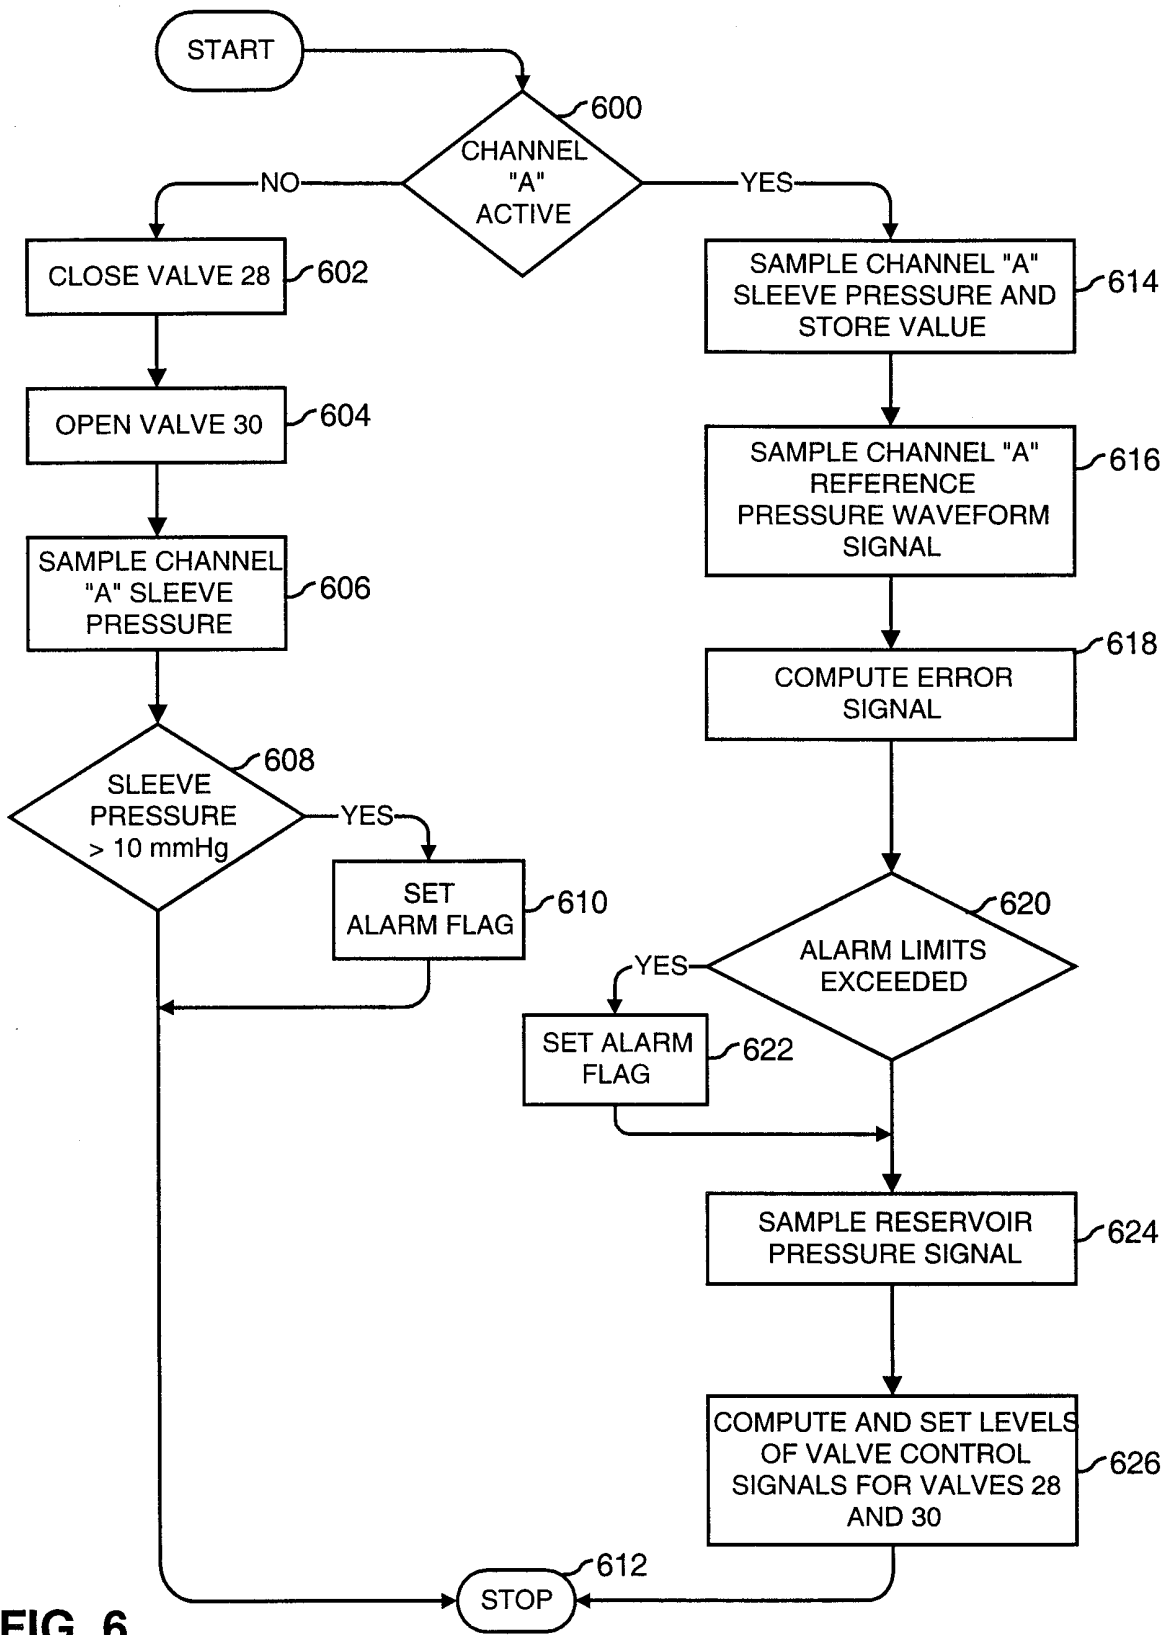 START
600
CHANNEL
"A"
ACTIVE
NO
YES
CLOSE VALVE 28
602
OPEN VALVE 30
604
SAMPLE CHANNEL
"A" SLEEVE
PRESSURE
606
SLEEVE
PRESSURE
> 10 mmHg
608
YES
SET
ALARM FLAG
610
SAMPLE CHANNEL "A"
SLEEVE PRESSURE AND
STORE VALUE
614
SAMPLE CHANNEL "A"
REFERENCE
PRESSURE WAVEFORM
SIGNAL
616
COMPUTE ERROR
SIGNAL
618
ALARM LIMITS
EXCEEDED
620
YES
SET ALARM
FLAG
622
SAMPLE RESERVOIR
PRESSURE SIGNAL
624
COMPUTE AND SET LEVELS
OF VALVE CONTROL
SIGNALS FOR VALVES 28
AND 30
626
STOP
612
FIG. 6